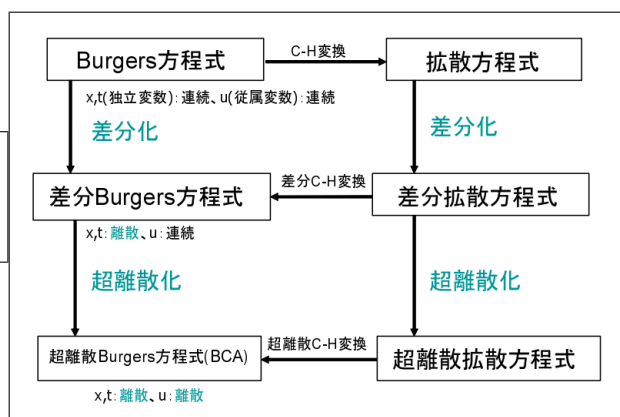 Burgers方程式
C-H変換
拡散方程式
x,t(独立変数):連続、u(従属変数):連続
差分化
差分化
差分Burgers方程式
差分C-H変換
差分拡散方程式
x,t:離散、u:連続
超離散化
超離散化
超離散Burgers方程式(BCA)
超離散C-H変換
超離散拡散方程式
x,t:離散、u:離散